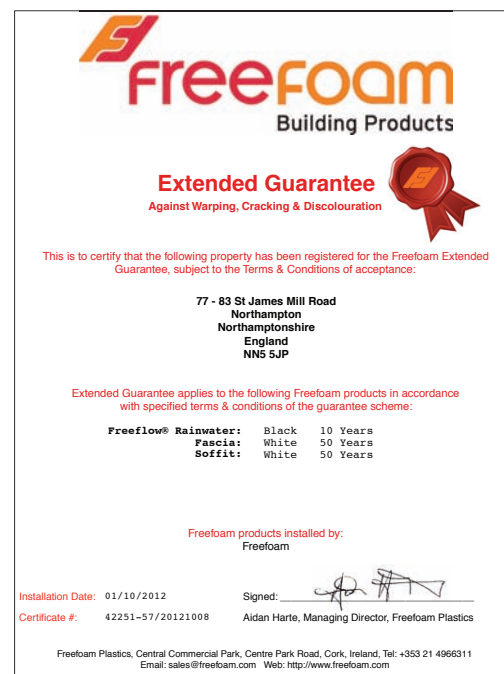 freefoam
Building Products
Extended Guarantee
Against Warping, Cracking & Discolouration
This is to certify that the following property has been registered for the Freefoam Extended
Guarantee, subject to the Terms & Conditions of acceptance:
77 - 83 St James Mill Road
Northampton
Northamptonshire
England
NN5 5JP
Extended Guarantee applies to the following Freefoam products in accordance
with specified terms & conditions of the guarantee scheme:
Freeflow® Rainwater: Black 10 Years
Fascia: White 50 Years
Soffit: White 50 Years
Freefoam products installed by:
Freefoam
Installation Date: 01/10/2012 Signed:
Certificate #: 42251-57/20121008 Aidan Harte, Managing Director, Freefoam Plastics
Freefoam Plastics, Central Commercial Park, Centre Park Road, Cork, Ireland, Tel: +353 21 4966311
Email: sales@freefoam.com Web: http://www.freefoam.com